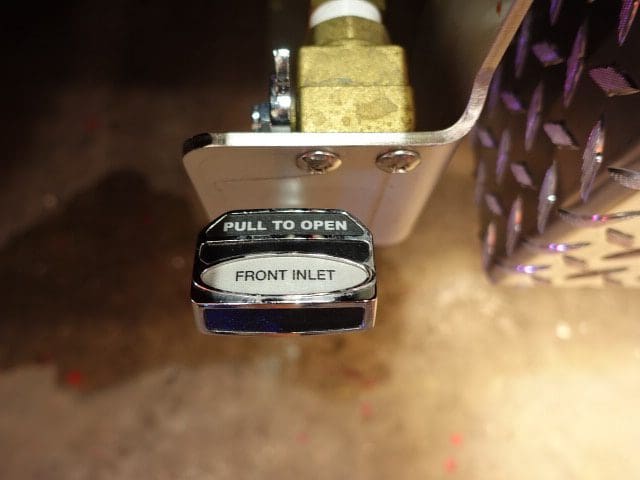 PULL TO OPEN
FRONT INLET